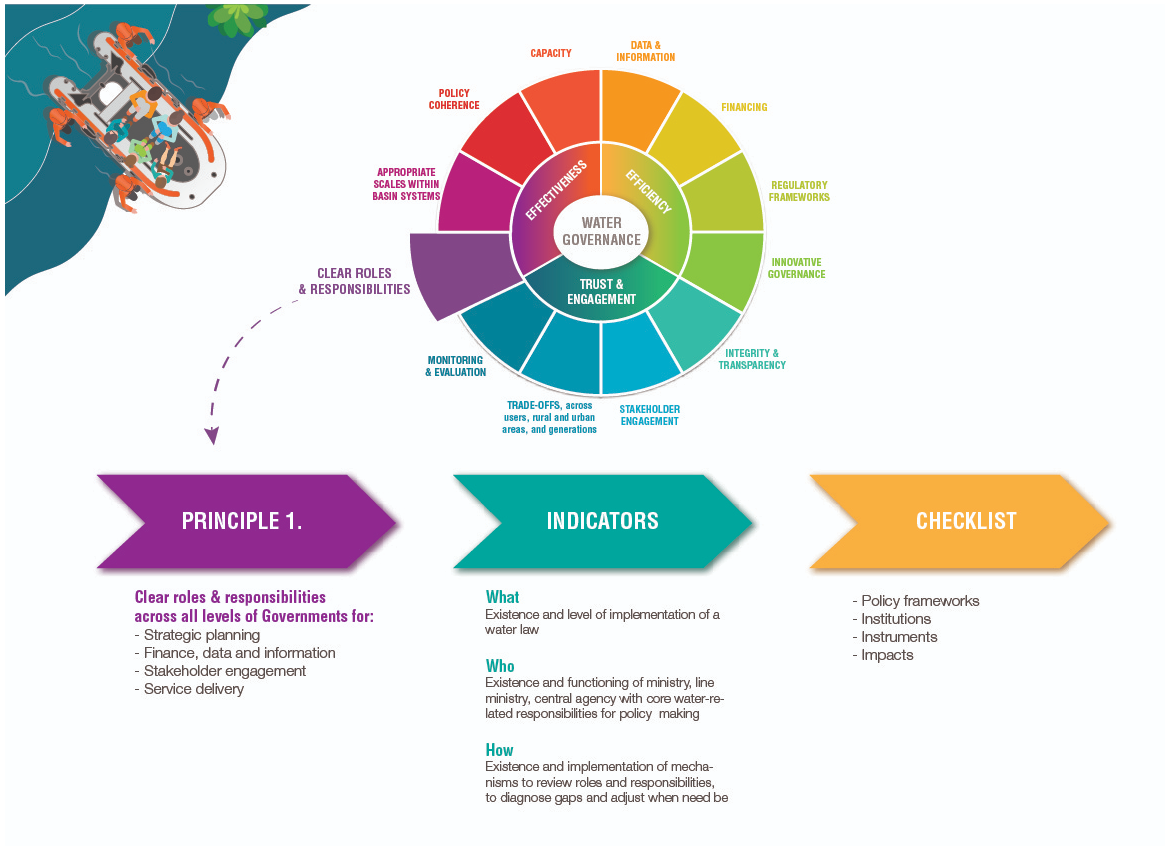 CAPACITY
DATA &
INFORMATION
POLICY
COHERENCE
FINANCING
APPROPRIATE
SCALES WITHIN
BASIN SYSTEMS
EFFECTIVENESS
EFFICIENCY
REGULATORY
FRAMEWORKS
WATER
GOVERNANCE
CLEAR ROLES
& RESPONSIBILITIES
INNOVATIVE
GOVERNANCE
TRUST &
ENGAGEMENT
MONITORING
& EVALUATION
INTEGRITY &
TRANSPARENCY
TRADE-OFFS, across
users, rural and urban
areas, and generations
STAKEHOLDER
ENGAGEMENT
PRINCIPLE 1.
Clear roles & responsibilities
across all levels of Governments for:
- Strategic planning
- Finance, data and information
- Stakeholder engagement
- Service delivery
INDICATORS
What
Existence and level of implementation of a
water law
Who
Existence and functioning of ministry, line
ministry, central agency with core water-re-
lated responsibilities for policy  making
How
Existence and implementation of mecha-
nisms to review roles and responsibilities,
to diagnose gaps and adjust when need be
CHECKLIST
- Policy frameworks
- Institutions
- Instruments
- Impacts